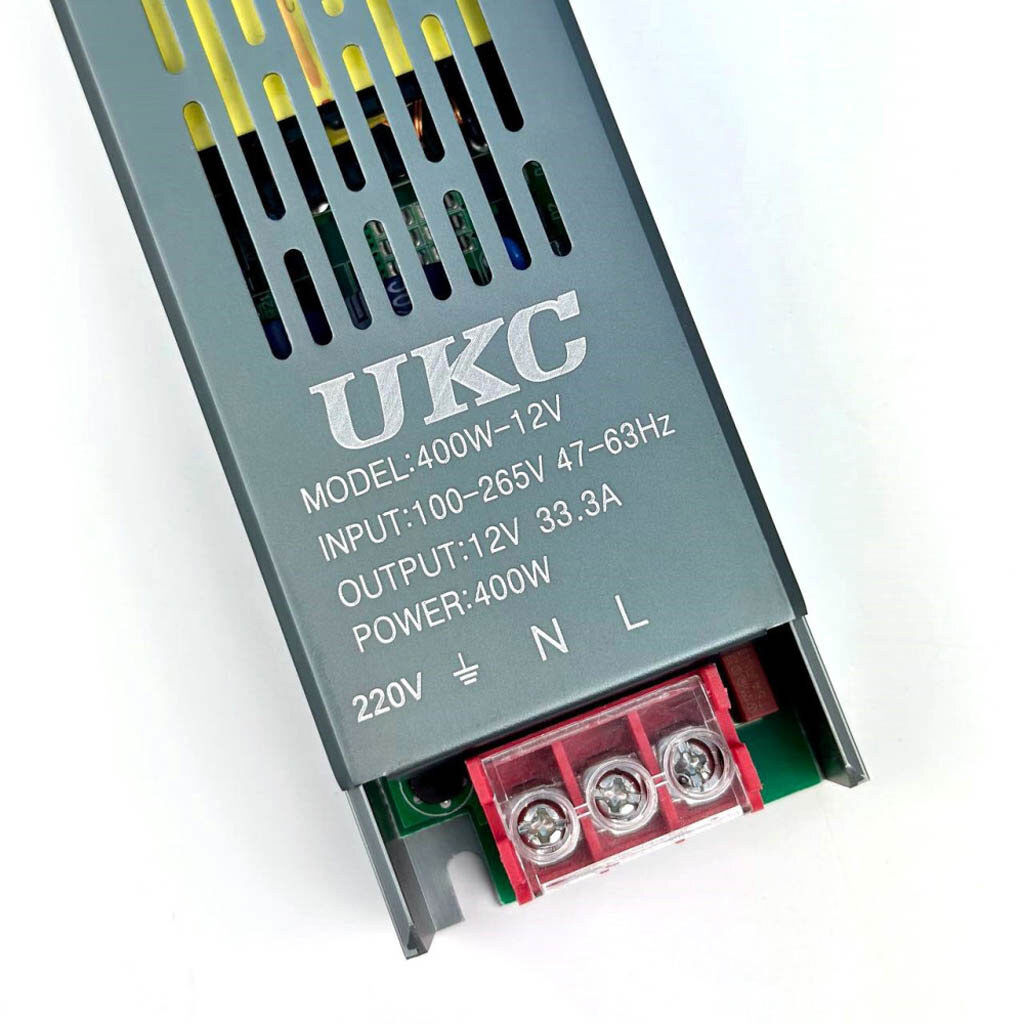 UKC
MODEL:400W-12V
INPUT:100-265V 47-63Hz
OUTPUT:12V 33.3A
POWER:400W
220V ⏚ N L